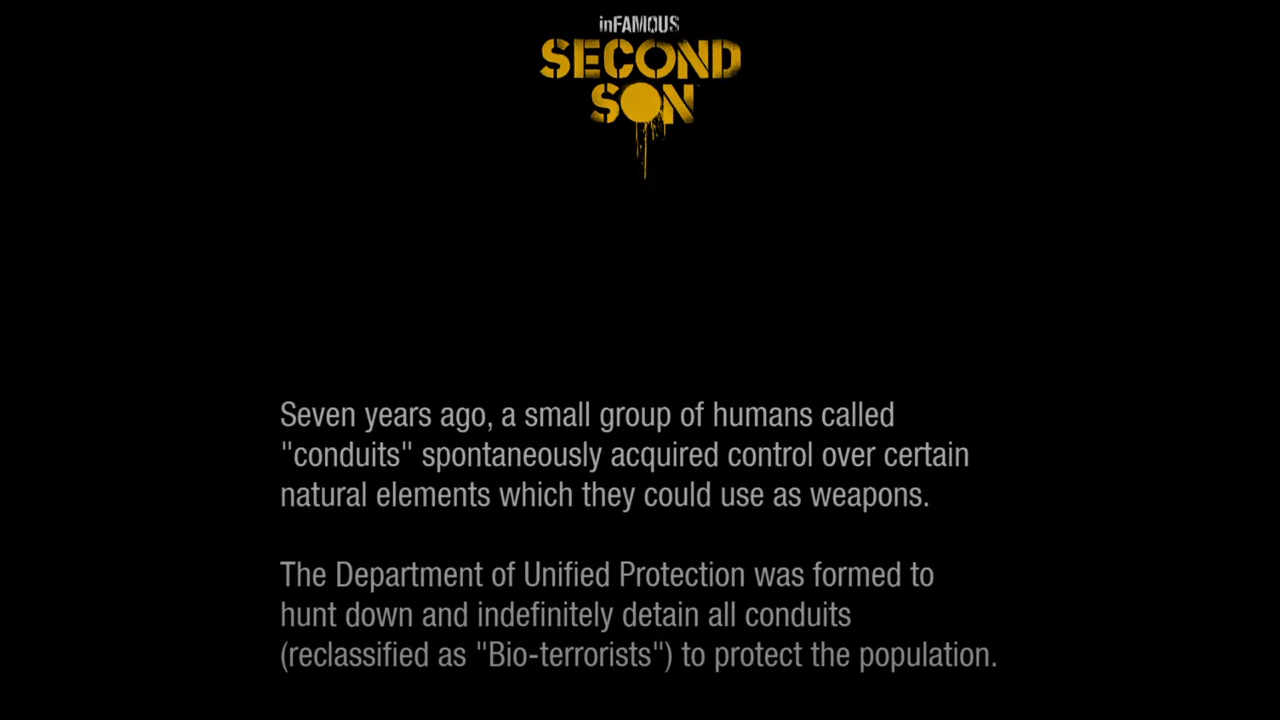 inFAMOUS
SECOND
SON
Seven years ago, a small group of humans called
"conduits" spontaneously acquired control over certain
natural elements which they could use as weapons.
The Department of Unified Protection was formed to
hunt down and indefinitely detain all conduits
(reclassified as "Bio-terrorists") to protect the population.